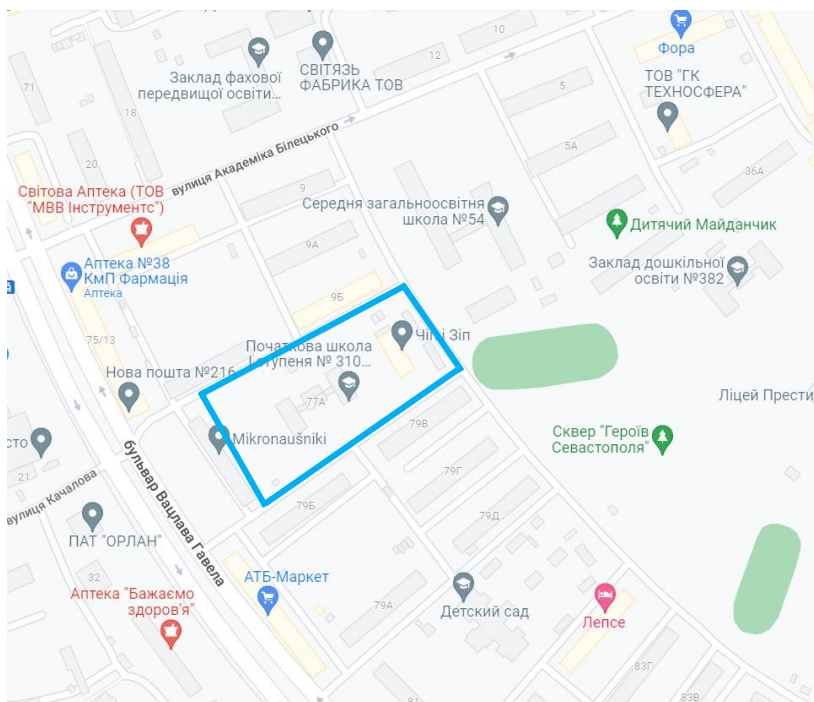 10
Фора
12
СВІТЯЗЬ
ФАБРИКА ТОВ
Заклад фахової
передвищої освіти...
ТОВ "ГК
ТЕХНОСФЕРА"
71
5
18
вулиця Академіка Білецького
5А
20
36А
9
Світова Аптека (ТОВ
"МВВ Інструментс")
Середня загальноосвітня
школа №54
Дитячий Майданчик
9А
Аптека №38
КмП Фармація
Аптека
Заклад дошкільної
освіти №382
9Б
75/13
Початкова школа
І ступеня № 310...
Чіпі Зіп
Нова пошта №216
77А
Ліцей Прести
Mikronaušniki
79В
Сквер "Героїв
Севастополя"
сто
21
79Г
вулиця Качалова
бульвар Вацлава Гавела
79Б
79Д
ПАТ "ОРЛАН"
32
АТБ-Маркет
Аптека "Бажаємо
здоров'я"
79А
Детский сад
Лепсе
83Г
81
83В